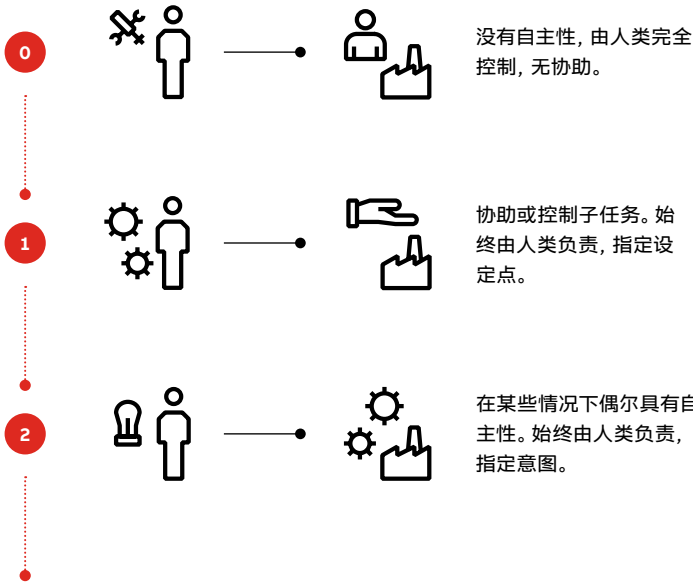 0
没有自主性, 由人类完全
控制, 无协助。
1
协助或控制子任务。始
终由人类负责, 指定设
定点。
2
在某些情况下偶尔具有自
主性。始终由人类负责,
指定意图。